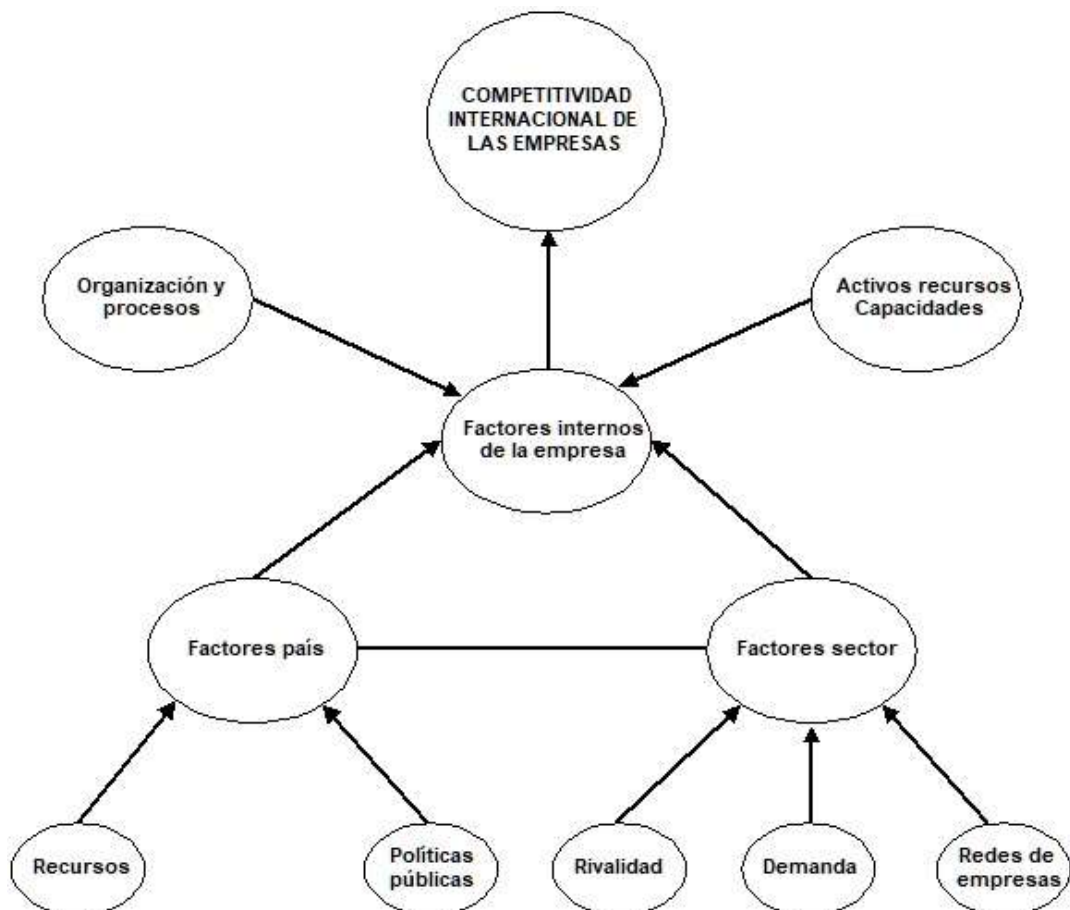 COMPETITIVIDAD
INTERNACIONAL DE
LAS EMPRESAS
Organización y
procesos
Activos recursos
Capacidades
Factores internos
de la empresa
Factores país
Factores sector
Recursos
Políticas
públicas
Rivalidad
Demanda
Redes de
empresas